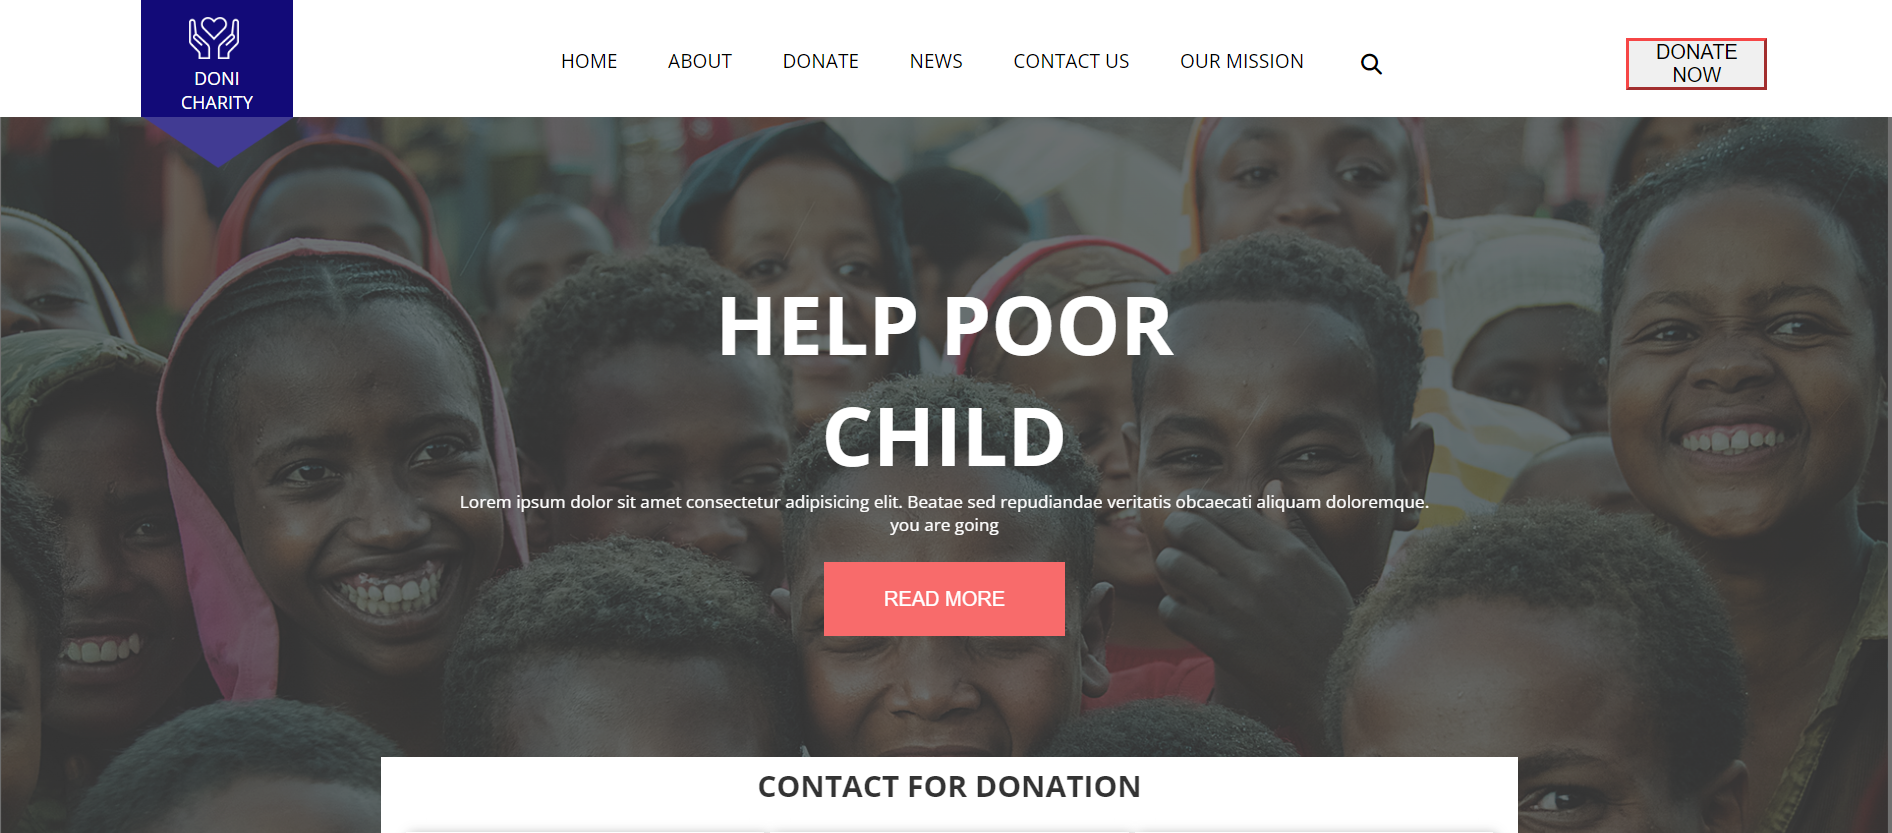 DONI
CHARITY
HOME
ABOUT
DONATE
NEWS
CONTACT US
OUR MISSION
DONATE
NOW
HELP POOR
CHILD
Lorem ipsum dolor sit amet consectetur adipisicing elit. Beatae sed repudiandae veritatis obcaecati aliquam doloremque.
you are going
READ MORE
CONTACT FOR DONATION